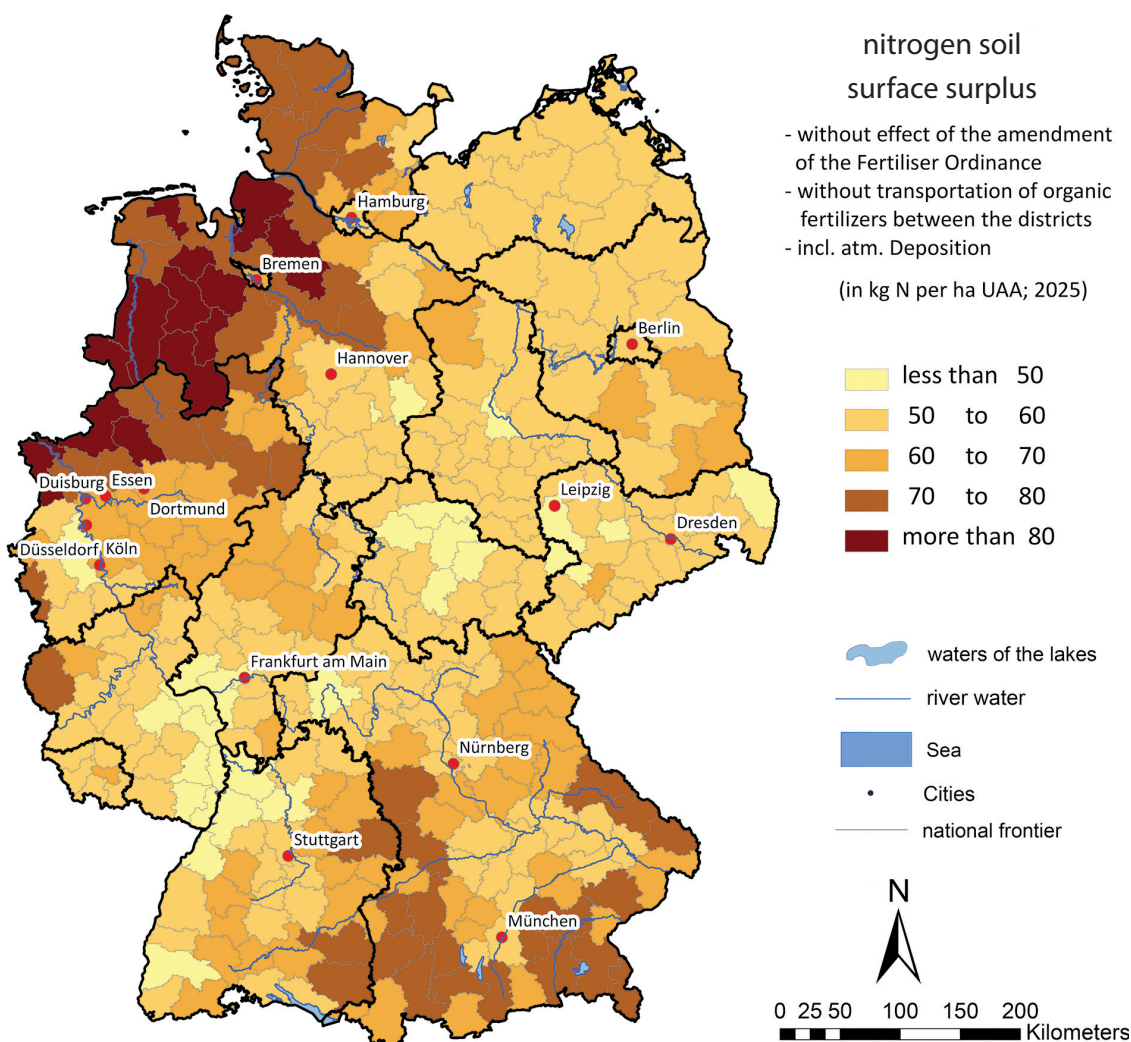 nitrogen soil
surface surplus
- without effect of the amendment
of the Fertiliser Ordinance
- without transportation of organic
fertilizers between the districts
- incl. atm. Deposition
(in kg N per ha UAA; 2025)
less than 50
50 to 60
60 to 70
70 to 80
more than 80
waters of the lakes
river water
Sea
Cities
national frontier
N
0 25 50 100 150 200
Kilometers
Hamburg
Bremen
Berlin
Hannover
Duisburg
Essen
Dortmund
Leipzig
Dresden
Düsseldorf
Köln
Frankfurt am Main
Nürnberg
Stuttgart
München